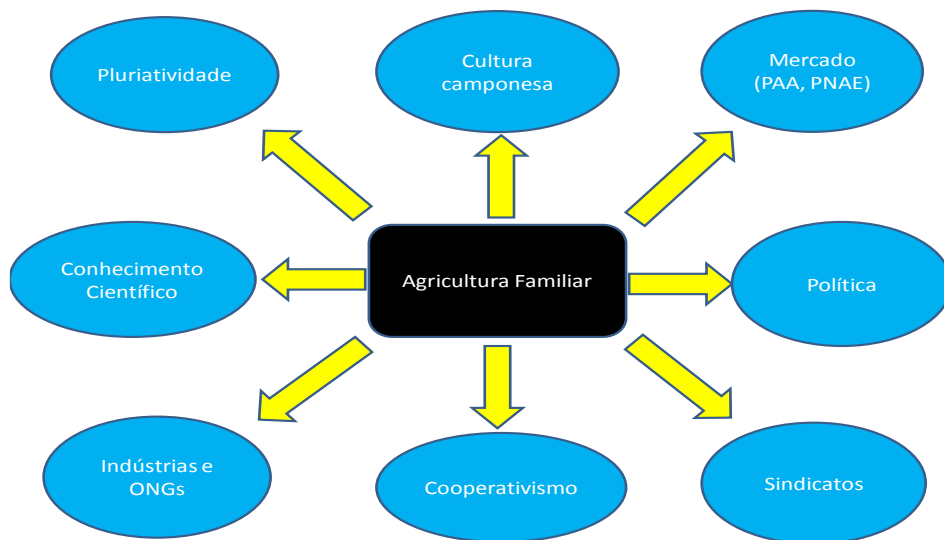 Pluriatividade
Cultura
camponesa
Mercado
(PAA, PNAE)
Conhecimento
Científico
Agricultura Familiar
Política
Indústrias e
ONGs
Cooperativismo
Sindicatos